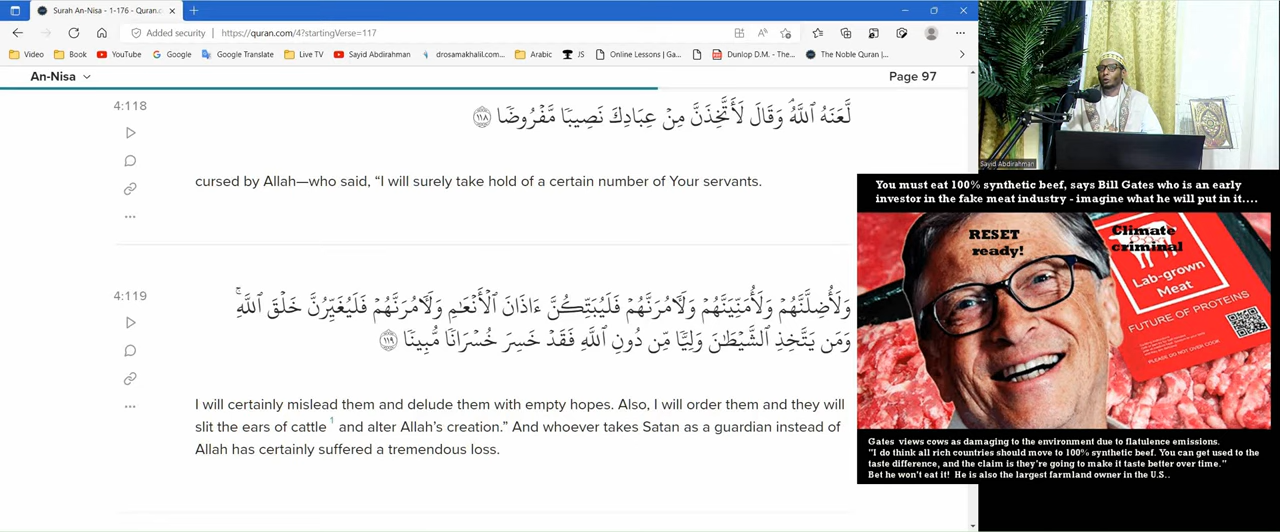 Surah An-Nisa - 1-176 - Quran.c
Added security
https://quran.com/4?startingVerse=117
Video
Book
YouTube
Google
Google Translate
Live TV
Sayid Abdirahman
drosamakhalil.com...
Arabic
JS
Online Lessons | Ga...
Dunlop D.M. - The...
The Noble Quran |...
An-Nisa
Page 97
4:118
لَّعَنَهُ ٱللَّهُۘ وَقَالَ لَأَتَّخِذَنَّ مِنْ عِبَادِكَ نَصِيبًا مَّفْرُوضًا ١١٨
cursed by Allah—who said, “I will surely take hold of a certain number of Your servants.
4:119
وَلَأُضِلَّنَّهُمْ وَلَأُمَنِّيَنَّهُمْ وَلَـَٔامُرَنَّهُمْ فَلَيُبَتِّكُنَّ ءَاذَانَ ٱلْأَنْعَـٰمِ وَلَـَٔامُرَنَّهُمْ فَلَيُغَيِّرُنَّ خَلْقَ ٱللَّهِۚ
وَمَن يَتَّخِذِ ٱلشَّيْطَـٰنَ وَلِيًّا مِّن دُونِ ٱللَّهِ فَقَدْ خَسِرَ خُسْرَانًا مُّبِينًا ١١٩
I will certainly mislead them and delude them with empty hopes. Also, I will order them and they will
slit the ears of cattle 1 and alter Allah’s creation.” And whoever takes Satan as a guardian instead of
Allah has certainly suffered a tremendous loss.
Sayid Abdirahman
You must eat 100% synthetic beef, says Bill Gates who is an early
investor in the fake meat industry - imagine what he will put in it....
RESET
ready!
Climate
criminal
Lab-grown
Meat
FUTURE OF PROTEINS
PLEASE DO NOT OVER COOK
Gates views cows as damaging to the environment due to flatulence emissions.
"I do think all rich countries should move to 100% synthetic beef. You can get used to the
taste difference, and the claim is they're going to make it taste better over time."
Bet he won't eat it! He is also the largest farmland owner in the U.S..